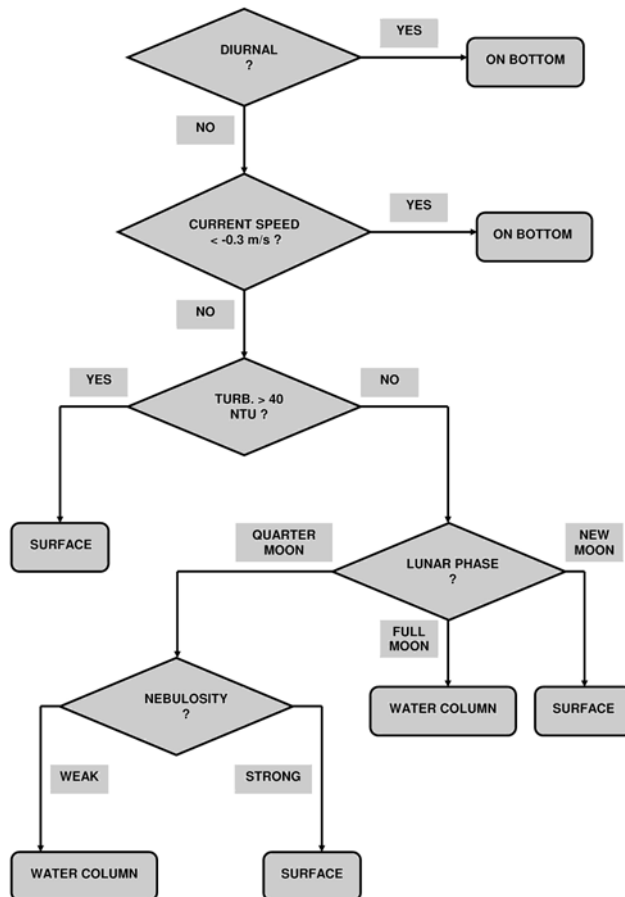 DIURNAL
?
YES
ON BOTTOM
NO
CURRENT SPEED
< -0.3 m/s ?
YES
ON BOTTOM
NO
YES
TURB. > 40
NTU ?
NO
SURFACE
QUARTER
MOON
LUNAR PHASE
?
NEW
MOON
FULL
MOON
NEBULOSITY
?
WATER COLUMN
SURFACE
WEAK
STRONG
WATER COLUMN
SURFACE